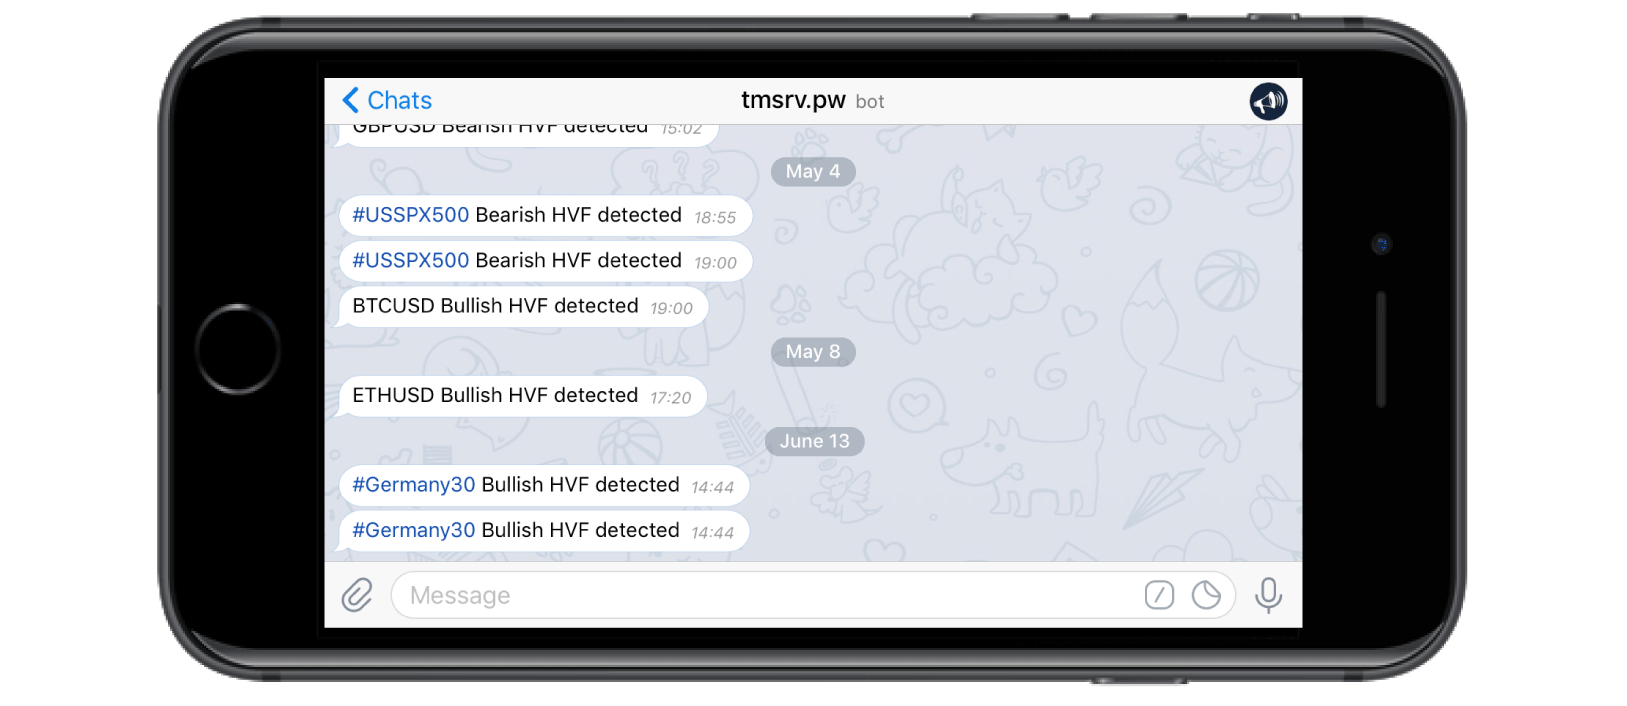 Chats
tmsrv.pw bot
GBPUSD Bearish HVF detected 15:02
May 4
#USSPX500 Bearish HVF detected 18:55
#USSPX500 Bearish HVF detected 19:00
BTCUSD Bullish HVF detected 19:00
May 8
ETHUSD Bullish HVF detected 17:20
June 13
#Germany30 Bullish HVF detected 14:44
#Germany30 Bullish HVF detected 14:44
Message